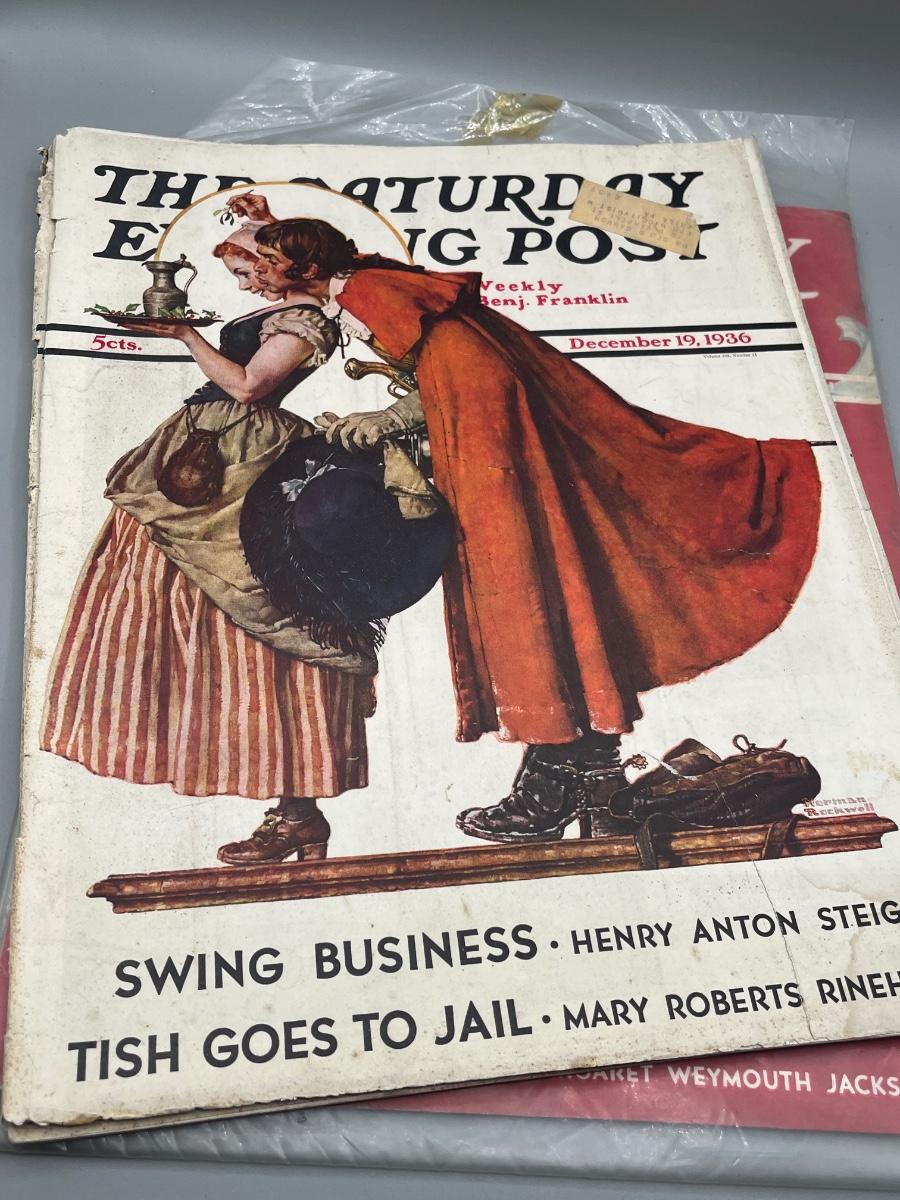 THE SATURDAY
EVENING POST
Weekly
Benj. Franklin
5cts.
December 19, 1936
Norman
Rockwell
SWING BUSINESS • HENRY ANTON STEIG
TISH GOES TO JAIL • MARY ROBERTS RINEH
GARET WEYMOUTH JACKS